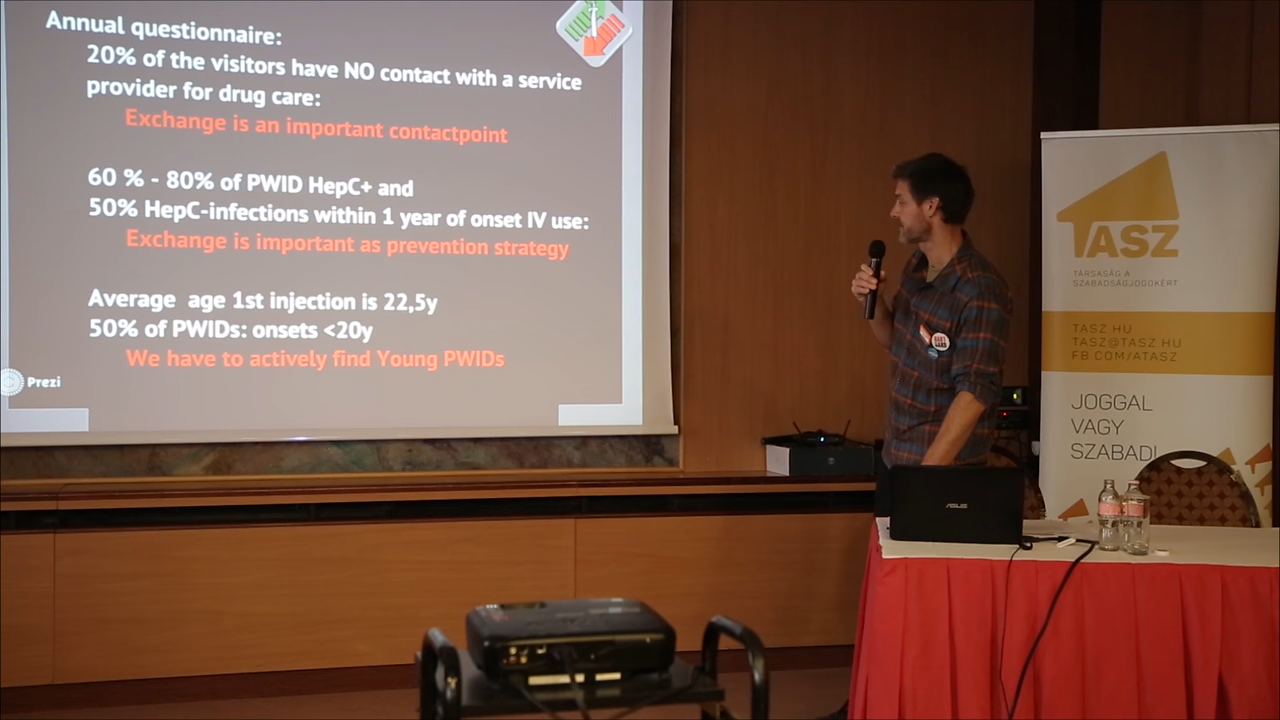 Annual questionnaire:
20% of the visitors have NO contact with a service
provider for drug care:
Exchange is an important contactpoint
60 % - 80% of PWID HepC+ and
50% HepC-infections within 1 year of onset IV use:
Exchange is important as prevention strategy
Average age 1st injection is 22,5y
50% of PWIDs: onsets <20y
We have to actively find Young PWIDs
Prezi
TASZ
TÁRSASÁG A
SZABADSÁGJOGOKÉRT
TASZ.HU
TASZ@TASZ.HU
FB.COM/ATASZ
JOGGAL
VAGY
SZABAD!
ASUS